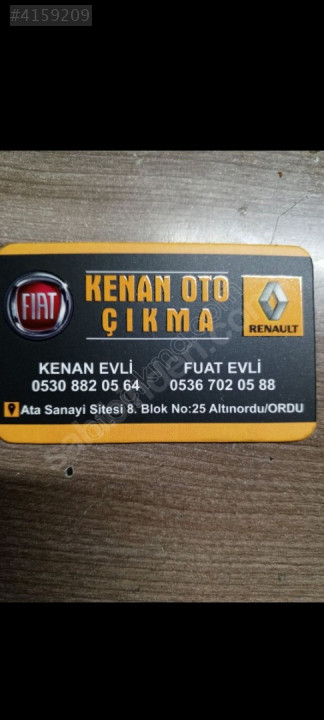 #4159209
FIAT
KENAN OTO
ÇIKMA
RENAULT
KENAN EVLİ FUAT EVLİ
0530 882 05 64 0536 702 05 88
Ata Sanayi Sitesi 8. Blok No:25 Altınordu/ORDU